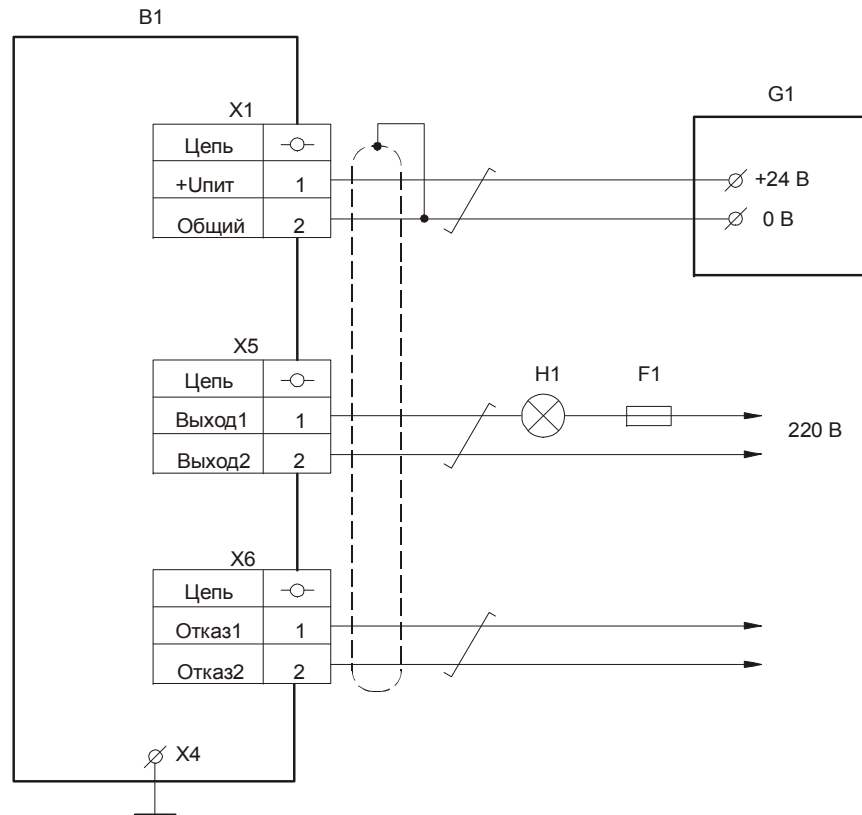 B1
G1
X1
Цепь
+Uпит 1
Общий 2
+24 В
0 В
X5
Цепь
Выход1 1
Выход2 2
H1 F1
220 В
X6
Цепь
Отказ1 1
Отказ2 2
X4